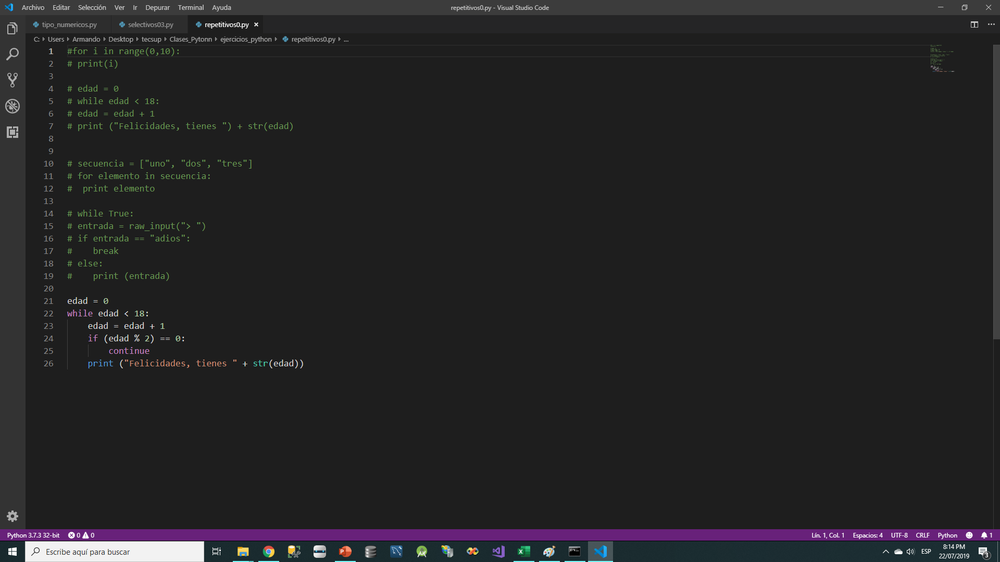 Archivo Editar Selección Ver Ir Depurar Terminal Ayuda
repetitivos0.py - Visual Studio Code
tipo_numericos.py selectivos03.py repetitivos0.py
C: Users Armando Desktop tecsup Clases_Pytonn ejercicios_python repetitivos0.py ...
1 #for i in range(0,10):
2 # print(i)
3
4 # edad = 0
5 # while edad < 18:
6 # edad = edad + 1
7 # print ("Felicidades, tienes ") + str(edad)
8
9
10 # secuencia = ["uno", "dos", "tres"]
11 # for elemento in secuencia:
12 #  print elemento
13
14 # while True:
15 # entrada = raw_input("> ")
16 # if entrada == "adios":
17 #    break
18 # else:
19 #    print (entrada)
20
21 edad = 0
22 while edad < 18:
23     edad = edad + 1
24     if (edad % 2) == 0:
25         continue
26     print ("Felicidades, tienes " + str(edad))
Python 3.7.3 32-bit 0 0
Lín. 1, Col. 1 Espacios: 4 UTF-8 CRLF Python 1
Escribe aquí para buscar
ESP
8:14 PM
22/07/2019
3